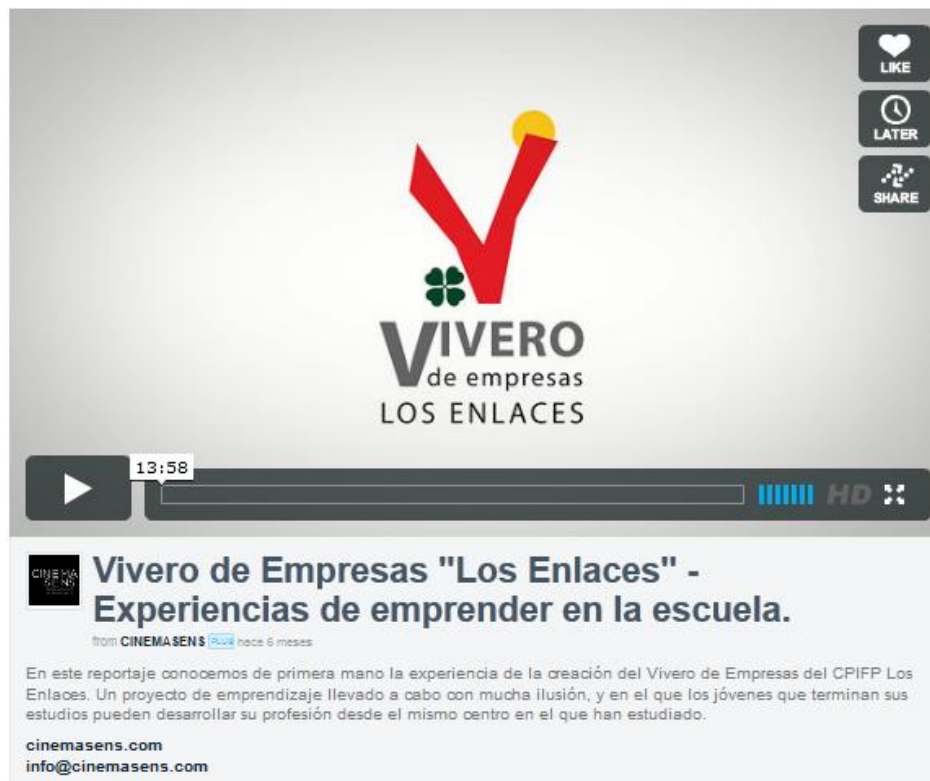 LIKE
LATER
SHARE
VIVERO
de empresas
LOS ENLACES
13:58
HD
CINEMA
SENS
Vivero de Empresas "Los Enlaces" -
Experiencias de emprender en la escuela.
from CINEMASENS PLUS hace 6 meses
En este reportaje conocemos de primera mano la experiencia de la creación del Vivero de Empresas del CPIFP Los
Enlaces. Un proyecto de emprendizaje llevado a cabo con mucha ilusión, y en el que los jóvenes que terminan sus
estudios pueden desarrollar su profesión desde el mismo centro en el que han estudiado.
cinemasens.com
info@cinemasens.com